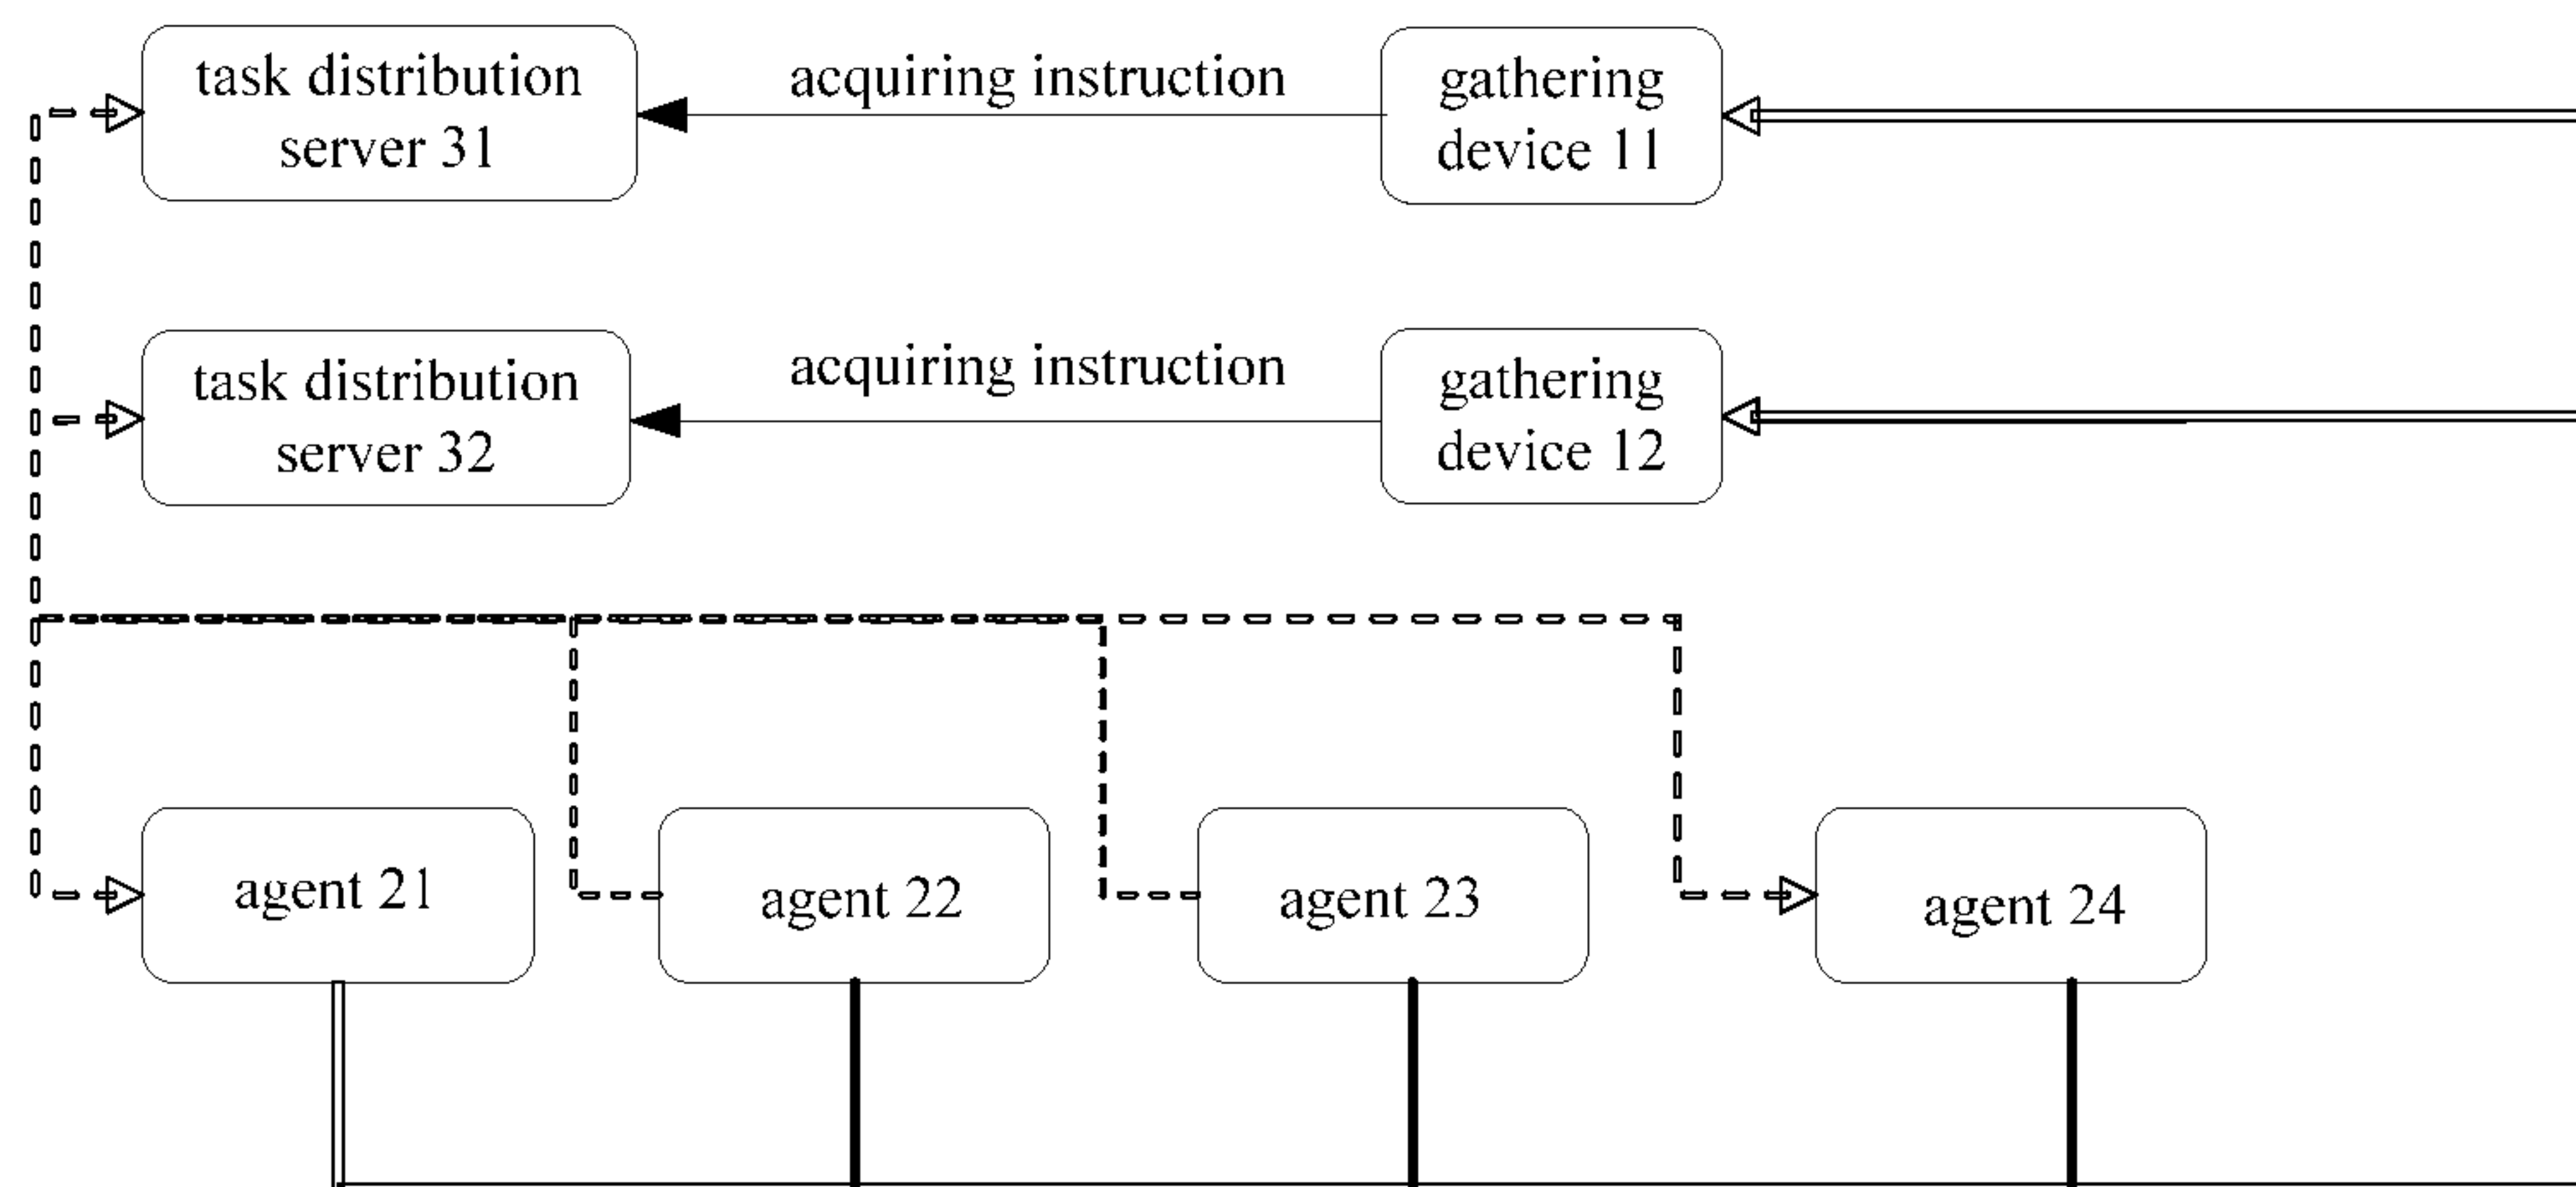 task distribution
server 31
acquiring instruction
gathering
device 11
task distribution
server 32
acquiring instruction
gathering
device 12
agent 21
agent 22
agent 23
agent 24